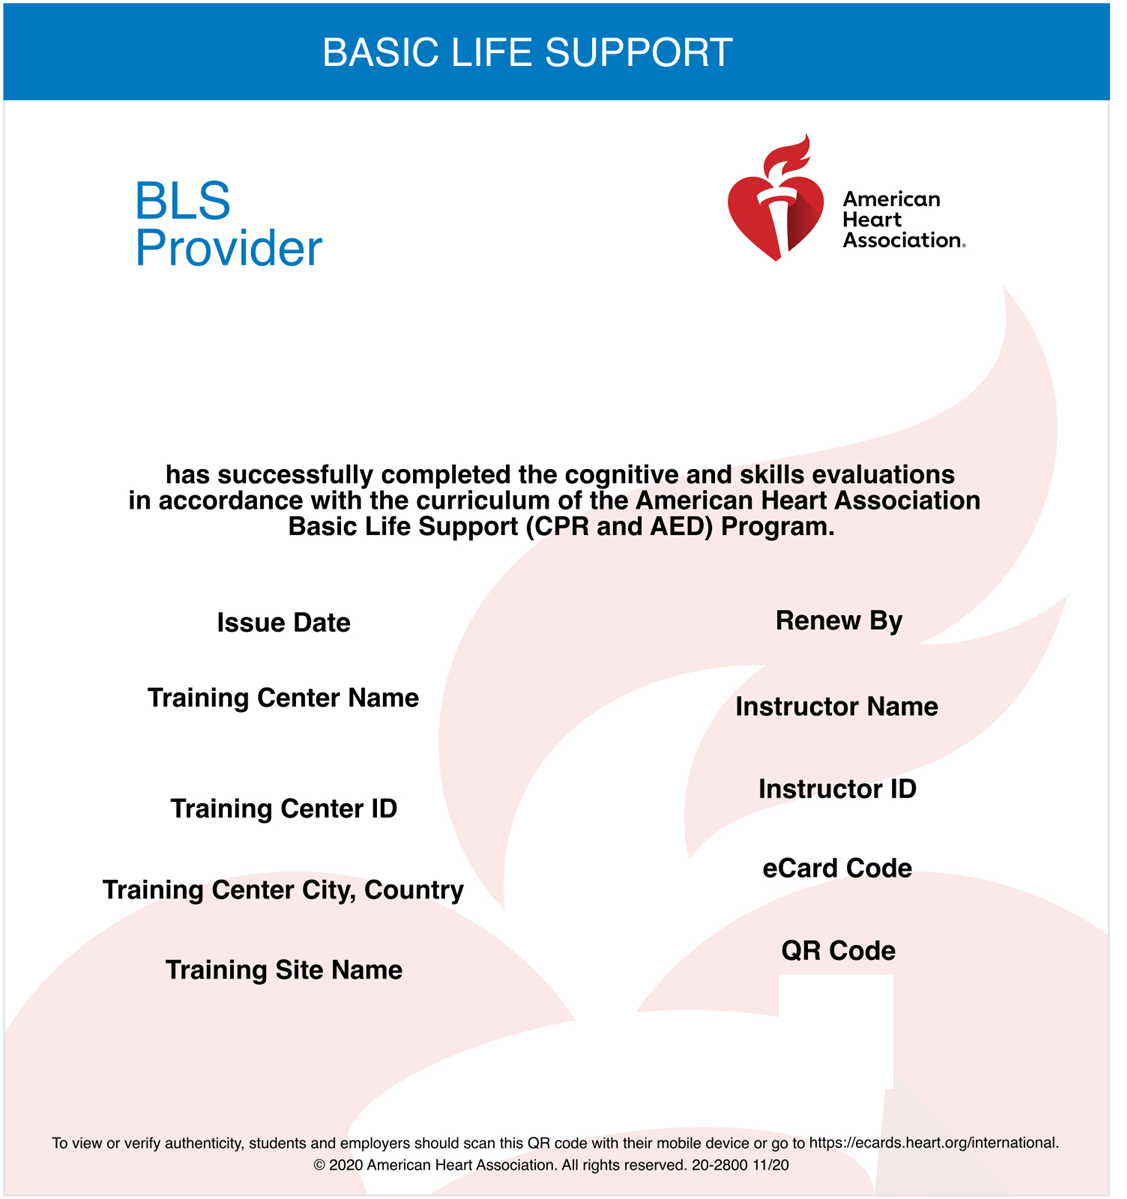 BASIC LIFE SUPPORT
BLS
Provider
American
Heart
Association®
has successfully completed the cognitive and skills evaluations
in accordance with the curriculum of the American Heart Association
Basic Life Support (CPR and AED) Program.
Issue Date
Renew By
Training Center Name
Instructor Name
Training Center ID
Instructor ID
Training Center City, Country
eCard Code
Training Site Name
QR Code
To view or verify authenticity, students and employers should scan this QR code with their mobile device or go to https://ecards.heart.org/international.
© 2020 American Heart Association. All rights reserved. 20-2800 11/20